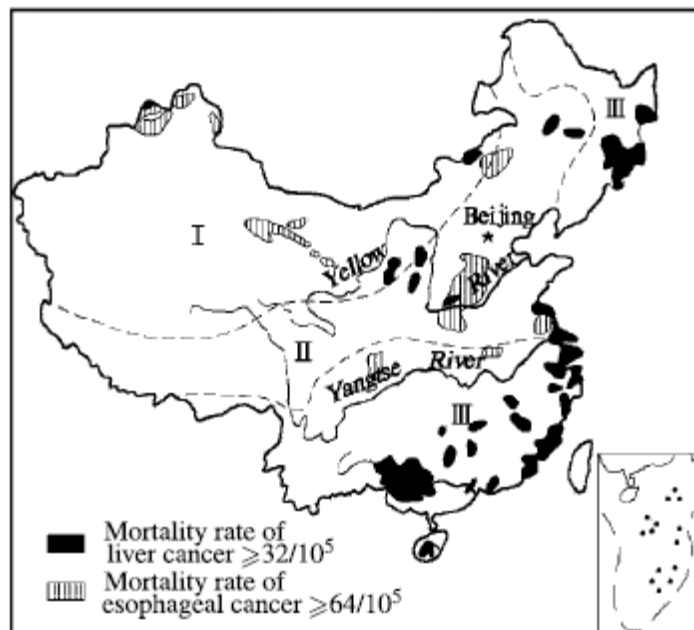 III
Beijing
I
Yellow
River
II
Yangtse
River
III
Mortality rate of
liver cancer ⩾32/10⁵
Mortality rate of
esophageal cancer ⩾64/10⁵